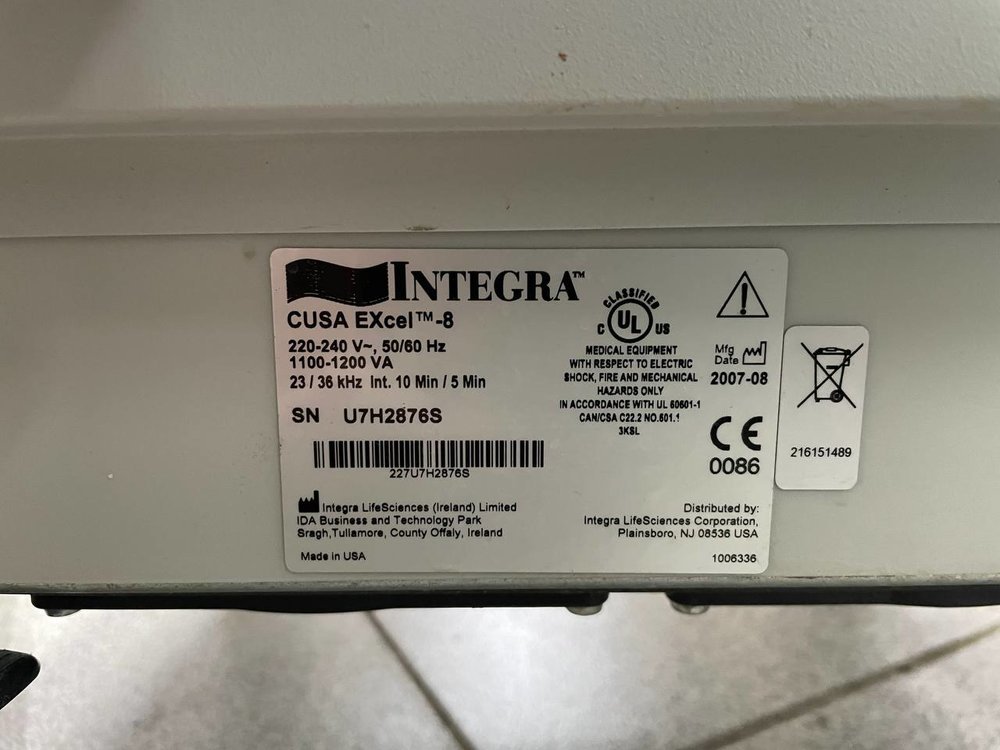 INTEGRA™
CUSA EXcel™-8
220-240 V~, 50/60 Hz
1100-1200 VA
23 / 36 kHz Int. 10 Min / 5 Min
SN U7H2876S
227U7H2876S
Integra LifeSciences (Ireland) Limited
IDA Business and Technology Park
Sragh,Tullamore, County Offaly, Ireland
Made in USA
CLASSIFIED
C UL US
MEDICAL EQUIPMENT
WITH RESPECT TO ELECTRIC
SHOCK, FIRE AND MECHANICAL
HAZARDS ONLY
IN ACCORDANCE WITH UL 60601-1
CAN/CSA C22.2 NO.601.1
3KSL
Mfg
Date
2007-08
CE
0086
Distributed by:
Integra LifeSciences Corporation,
Plainsboro, NJ 08536 USA
1006336
216151489